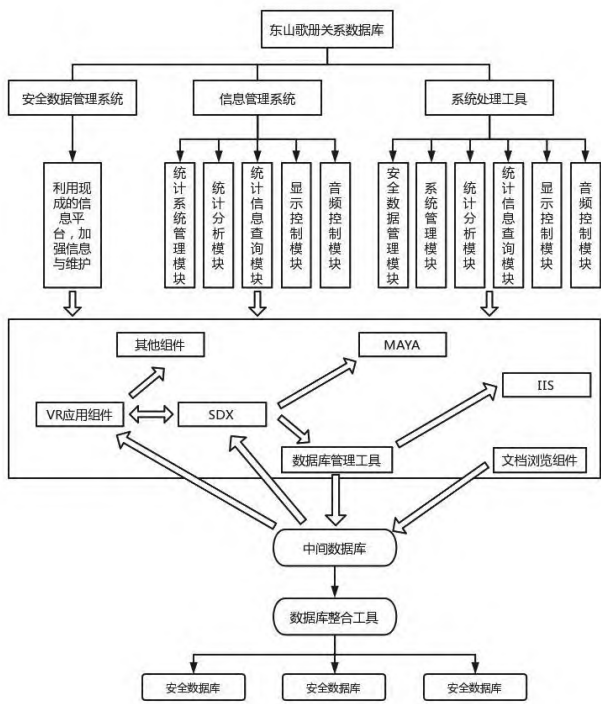 东山歌册关系数据库
安全数据管理系统
信息管理系统
系统处理工具
利用现
成的信
息平
台，加
强信息
与维护
统计系统管理模块
统计分析模块
统计信息查询模块
显示控制模块
音频控制模块
安全数据管理模块
系统管理模块
统计分析模块
统计信息查询模块
显示控制模块
音频控制模块
其他组件
MAYA
IIS
VR应用组件
SDX
数据库管理工具
文档浏览组件
中间数据库
数据库整合工具
安全数据库
安全数据库
安全数据库